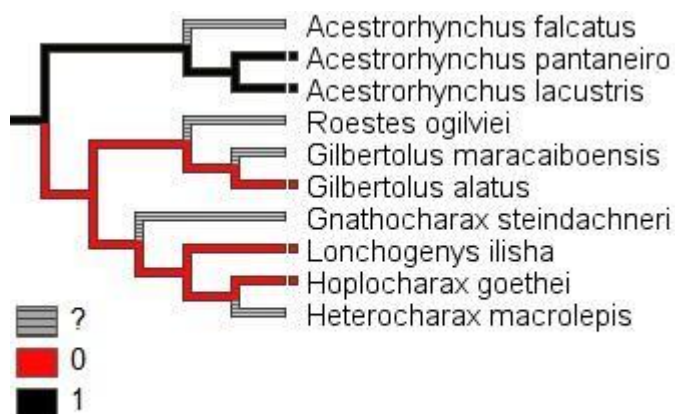 Acestrorhynchus falcatus
Acestrorhynchus pantaneiro
Acestrorhynchus lacustris
Roestes ogilviei
Gilbertolus maracaiboensis
Gilbertolus alatus
Gnathocharax steindachneri
Lonchogenys ilisha
Hoplocharax goethei
Heterocharax macrolepis
?
0
1